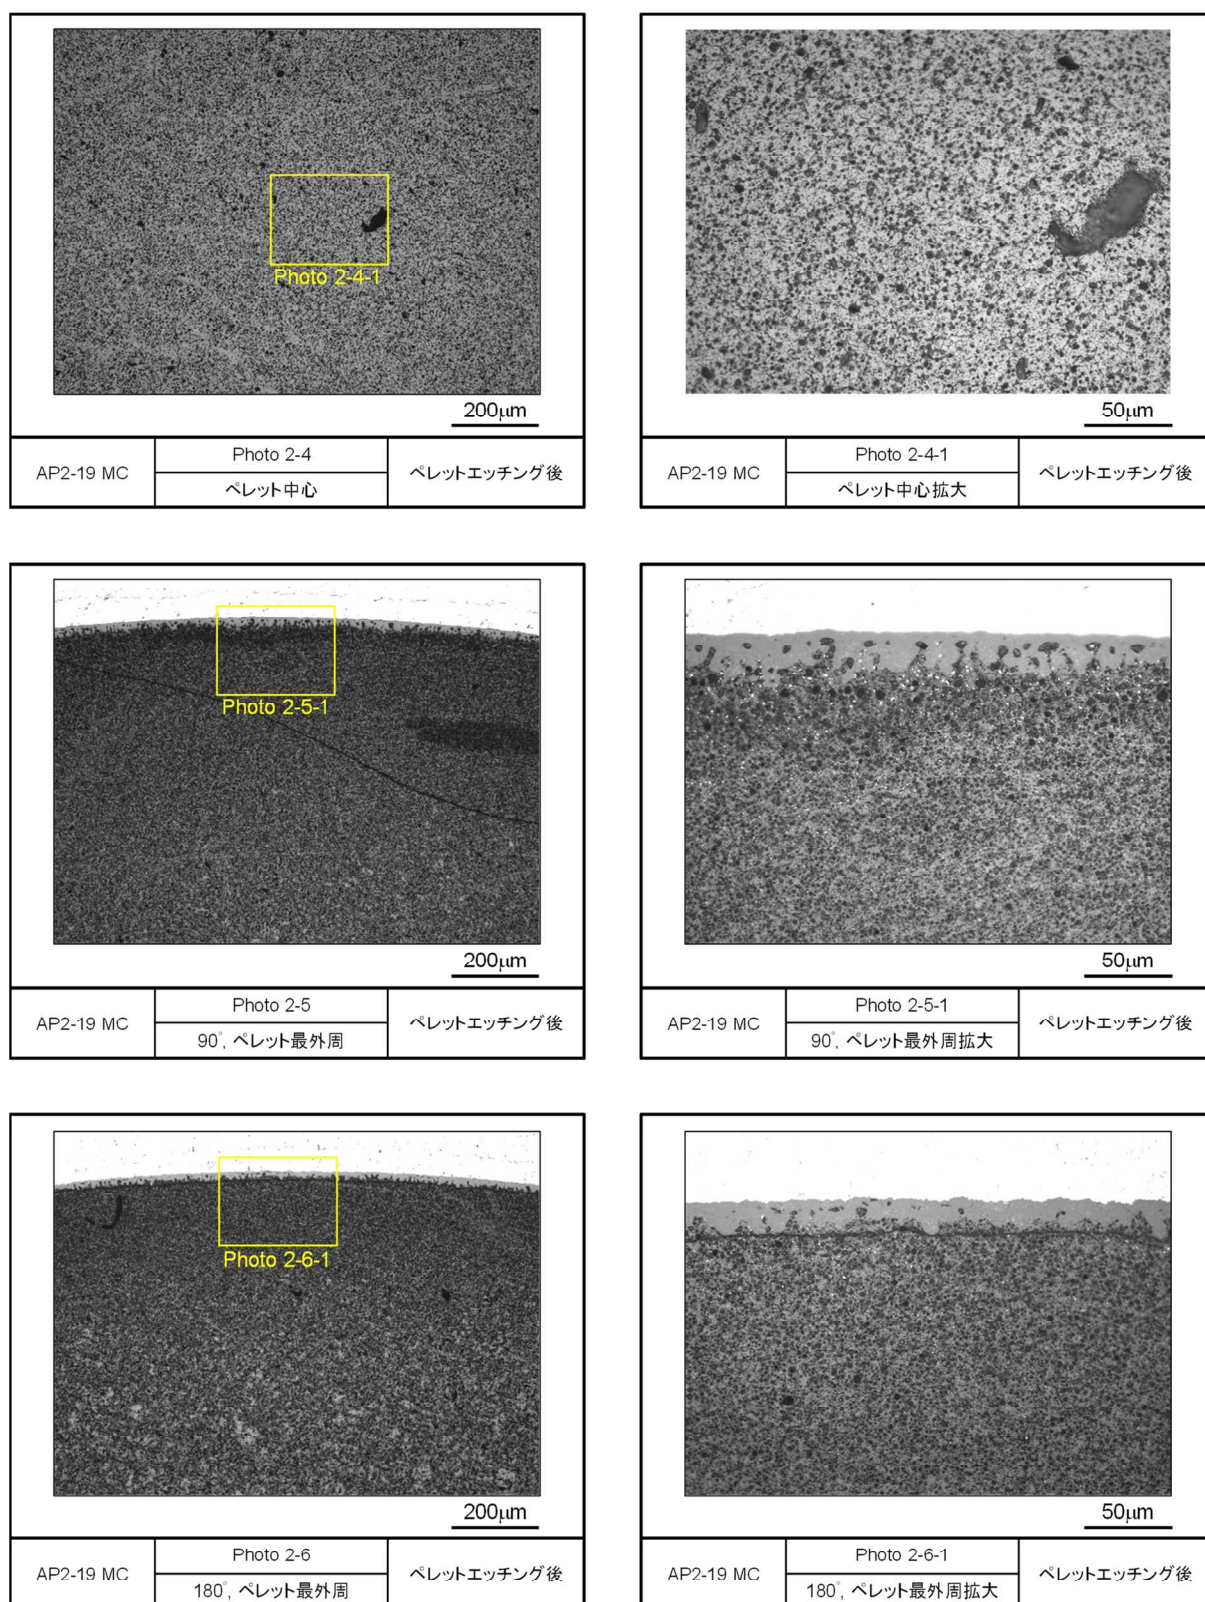 Photo 2-4-1
200μm
50μm
AP2-19 MC
Photo 2-4
ペレット中心
ペレットエッチング後
AP2-19 MC
Photo 2-4-1
ペレット中心拡大
ペレットエッチング後
Photo 2-5-1
200μm
50μm
AP2-19 MC
Photo 2-5
90°, ペレット最外周
ペレットエッチング後
AP2-19 MC
Photo 2-5-1
90°, ペレット最外周拡大
ペレットエッチング後
Photo 2-6-1
200μm
50μm
AP2-19 MC
Photo 2-6
180°, ペレット最外周
ペレットエッチング後
AP2-19 MC
Photo 2-6-1
180°, ペレット最外周拡大
ペレットエッチング後